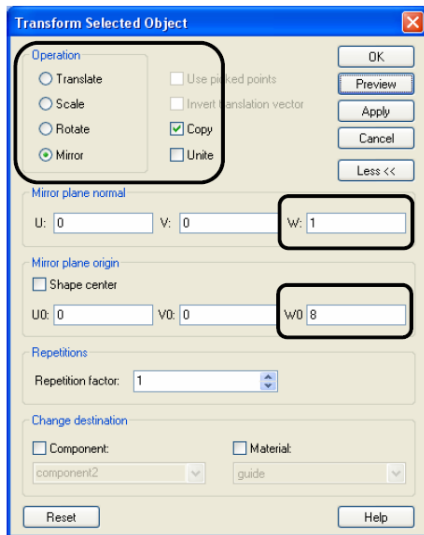 Transform Selected Object
Operation
OK
Translate
Use picked points
Preview
Scale
Invert translation vector
Apply
Rotate
Copy
Cancel
Mirror
Unite
Less <<
Mirror plane normal
U: 0 V: 0 W: 1
Mirror plane origin
Shape center
U0: 0 V0: 0 W0 8
Repetitions
Repetition factor: 1
Change destination
Component: Material:
component2 guide
Reset Help